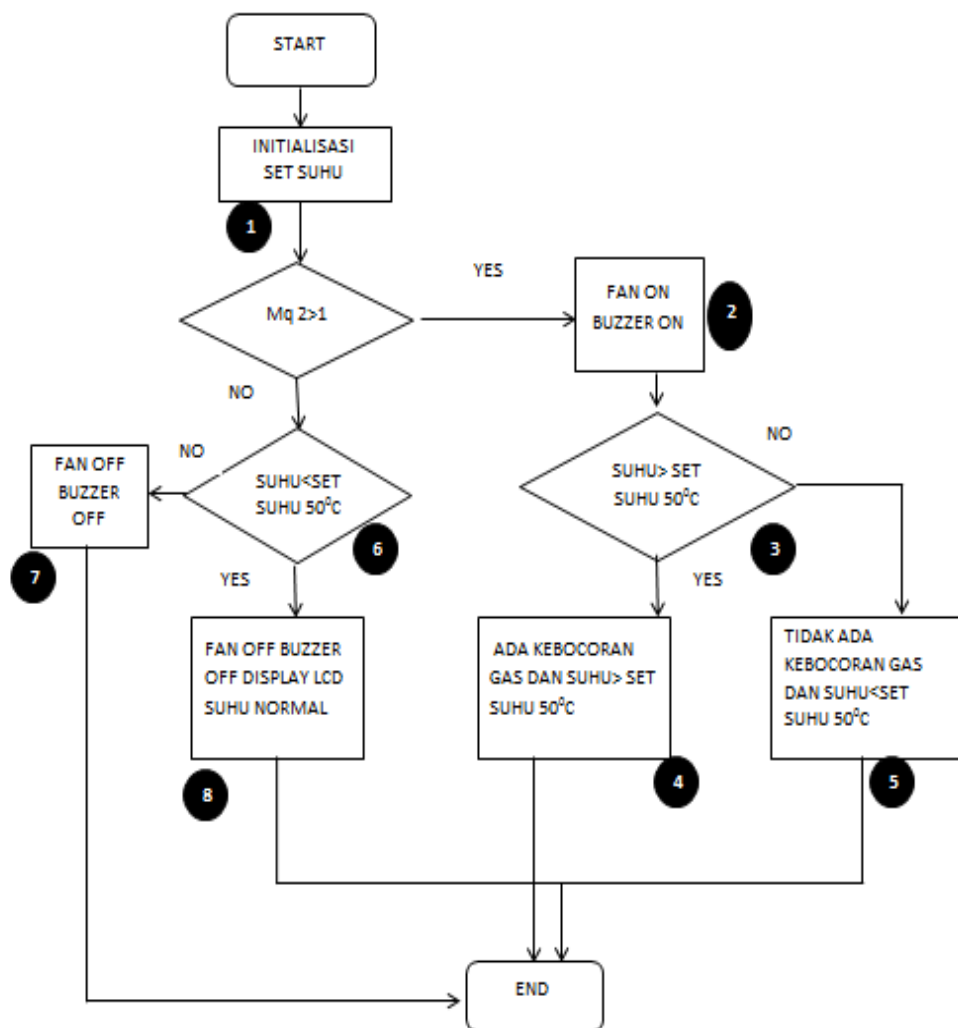 START
INITIALISASI
SET SUHU
1
Mq 2>1
YES
FAN ON
BUZZER ON
2
NO
NO
FAN OFF
BUZZER
OFF
7
SUHU<SET
SUHU 50⁰C
6
SUHU> SET
SUHU 50⁰C
NO
3
YES
YES
FAN OFF BUZZER
OFF DISPLAY LCD
SUHU NORMAL
8
ADA KEBOCORAN
GAS DAN SUHU> SET
SUHU 50⁰C
4
TIDAK ADA
KEBOCORAN GAS
DAN SUHU<SET
SUHU 50⁰C
5
END